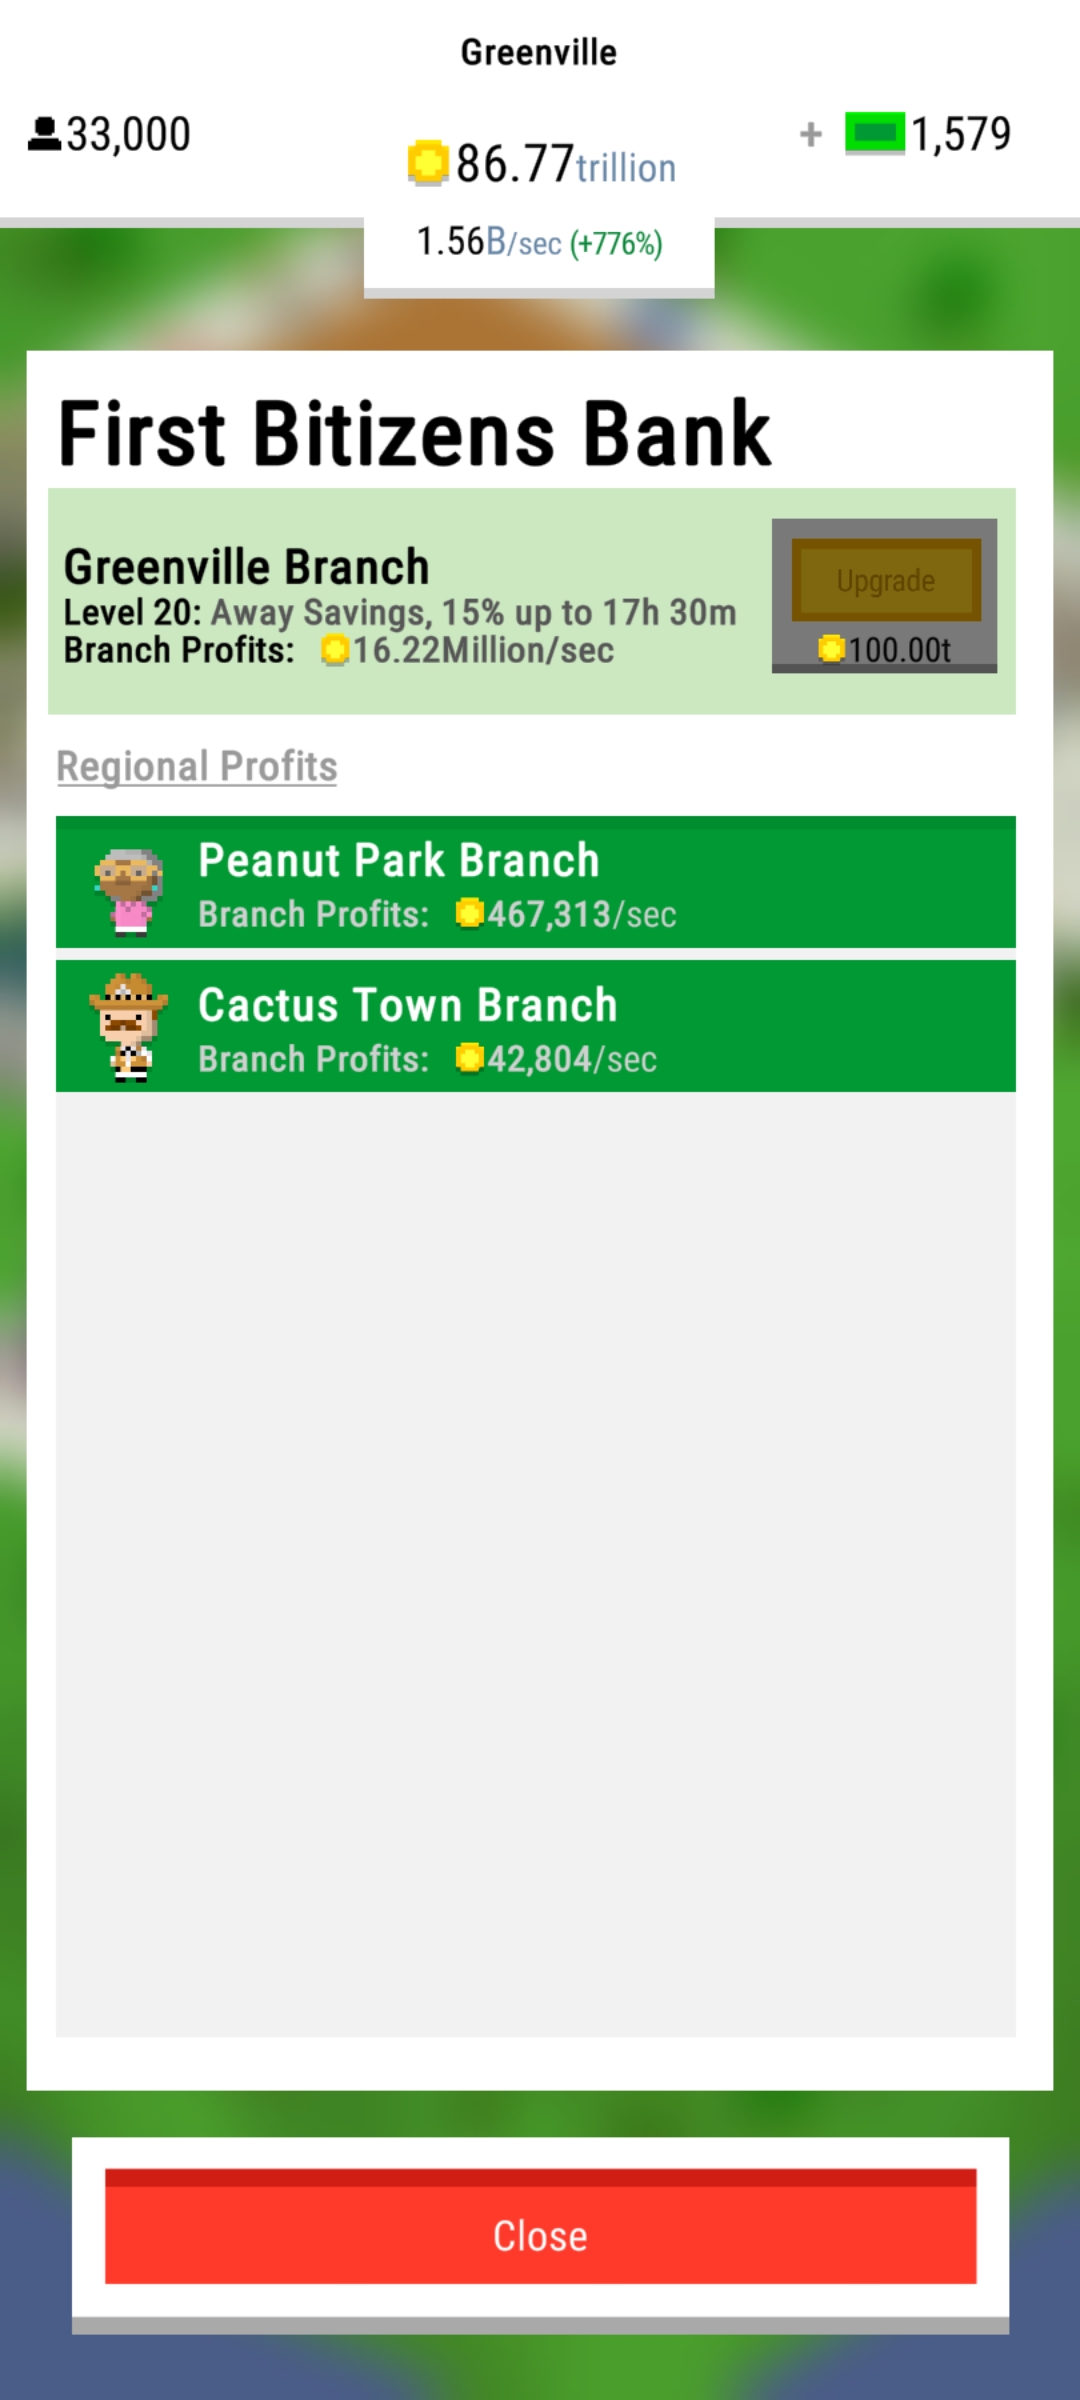 Greenville
33,000
86.77trillion
+ 1,579
1.56B/sec (+776%)
First Bitizens Bank
Greenville Branch
Level 20: Away Savings, 15% up to 17h 30m
Branch Profits: 16.22Million/sec
Upgrade
100.00t
Regional Profits
Peanut Park Branch
Branch Profits: 467,313/sec
Cactus Town Branch
Branch Profits: 42,804/sec
Close